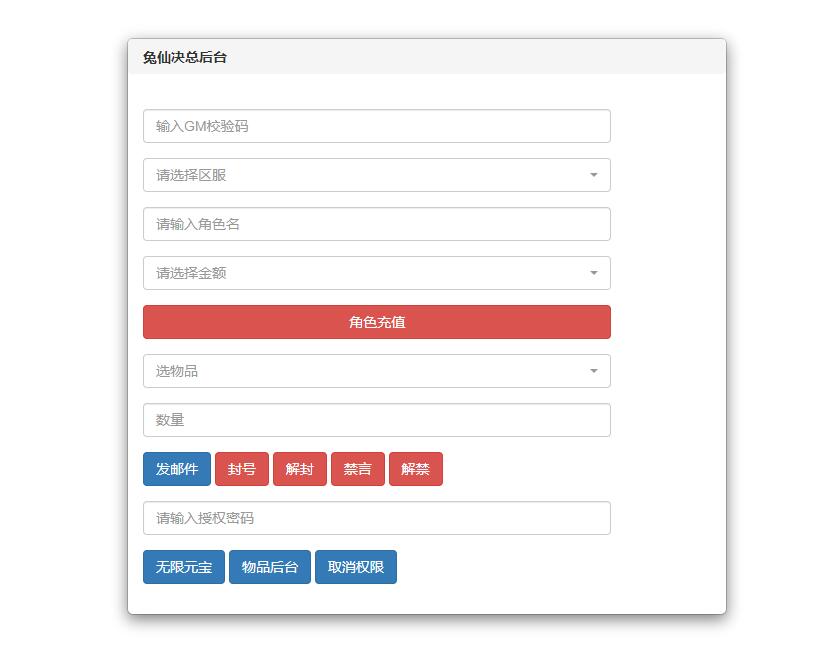 兔仙决总后台
输入GM校验码
请选择区服
请输入角色名
请选择金额
角色充值
选物品
数量
发邮件 封号 解封 禁言 解禁
请输入授权密码
无限元宝 物品后台 取消权限